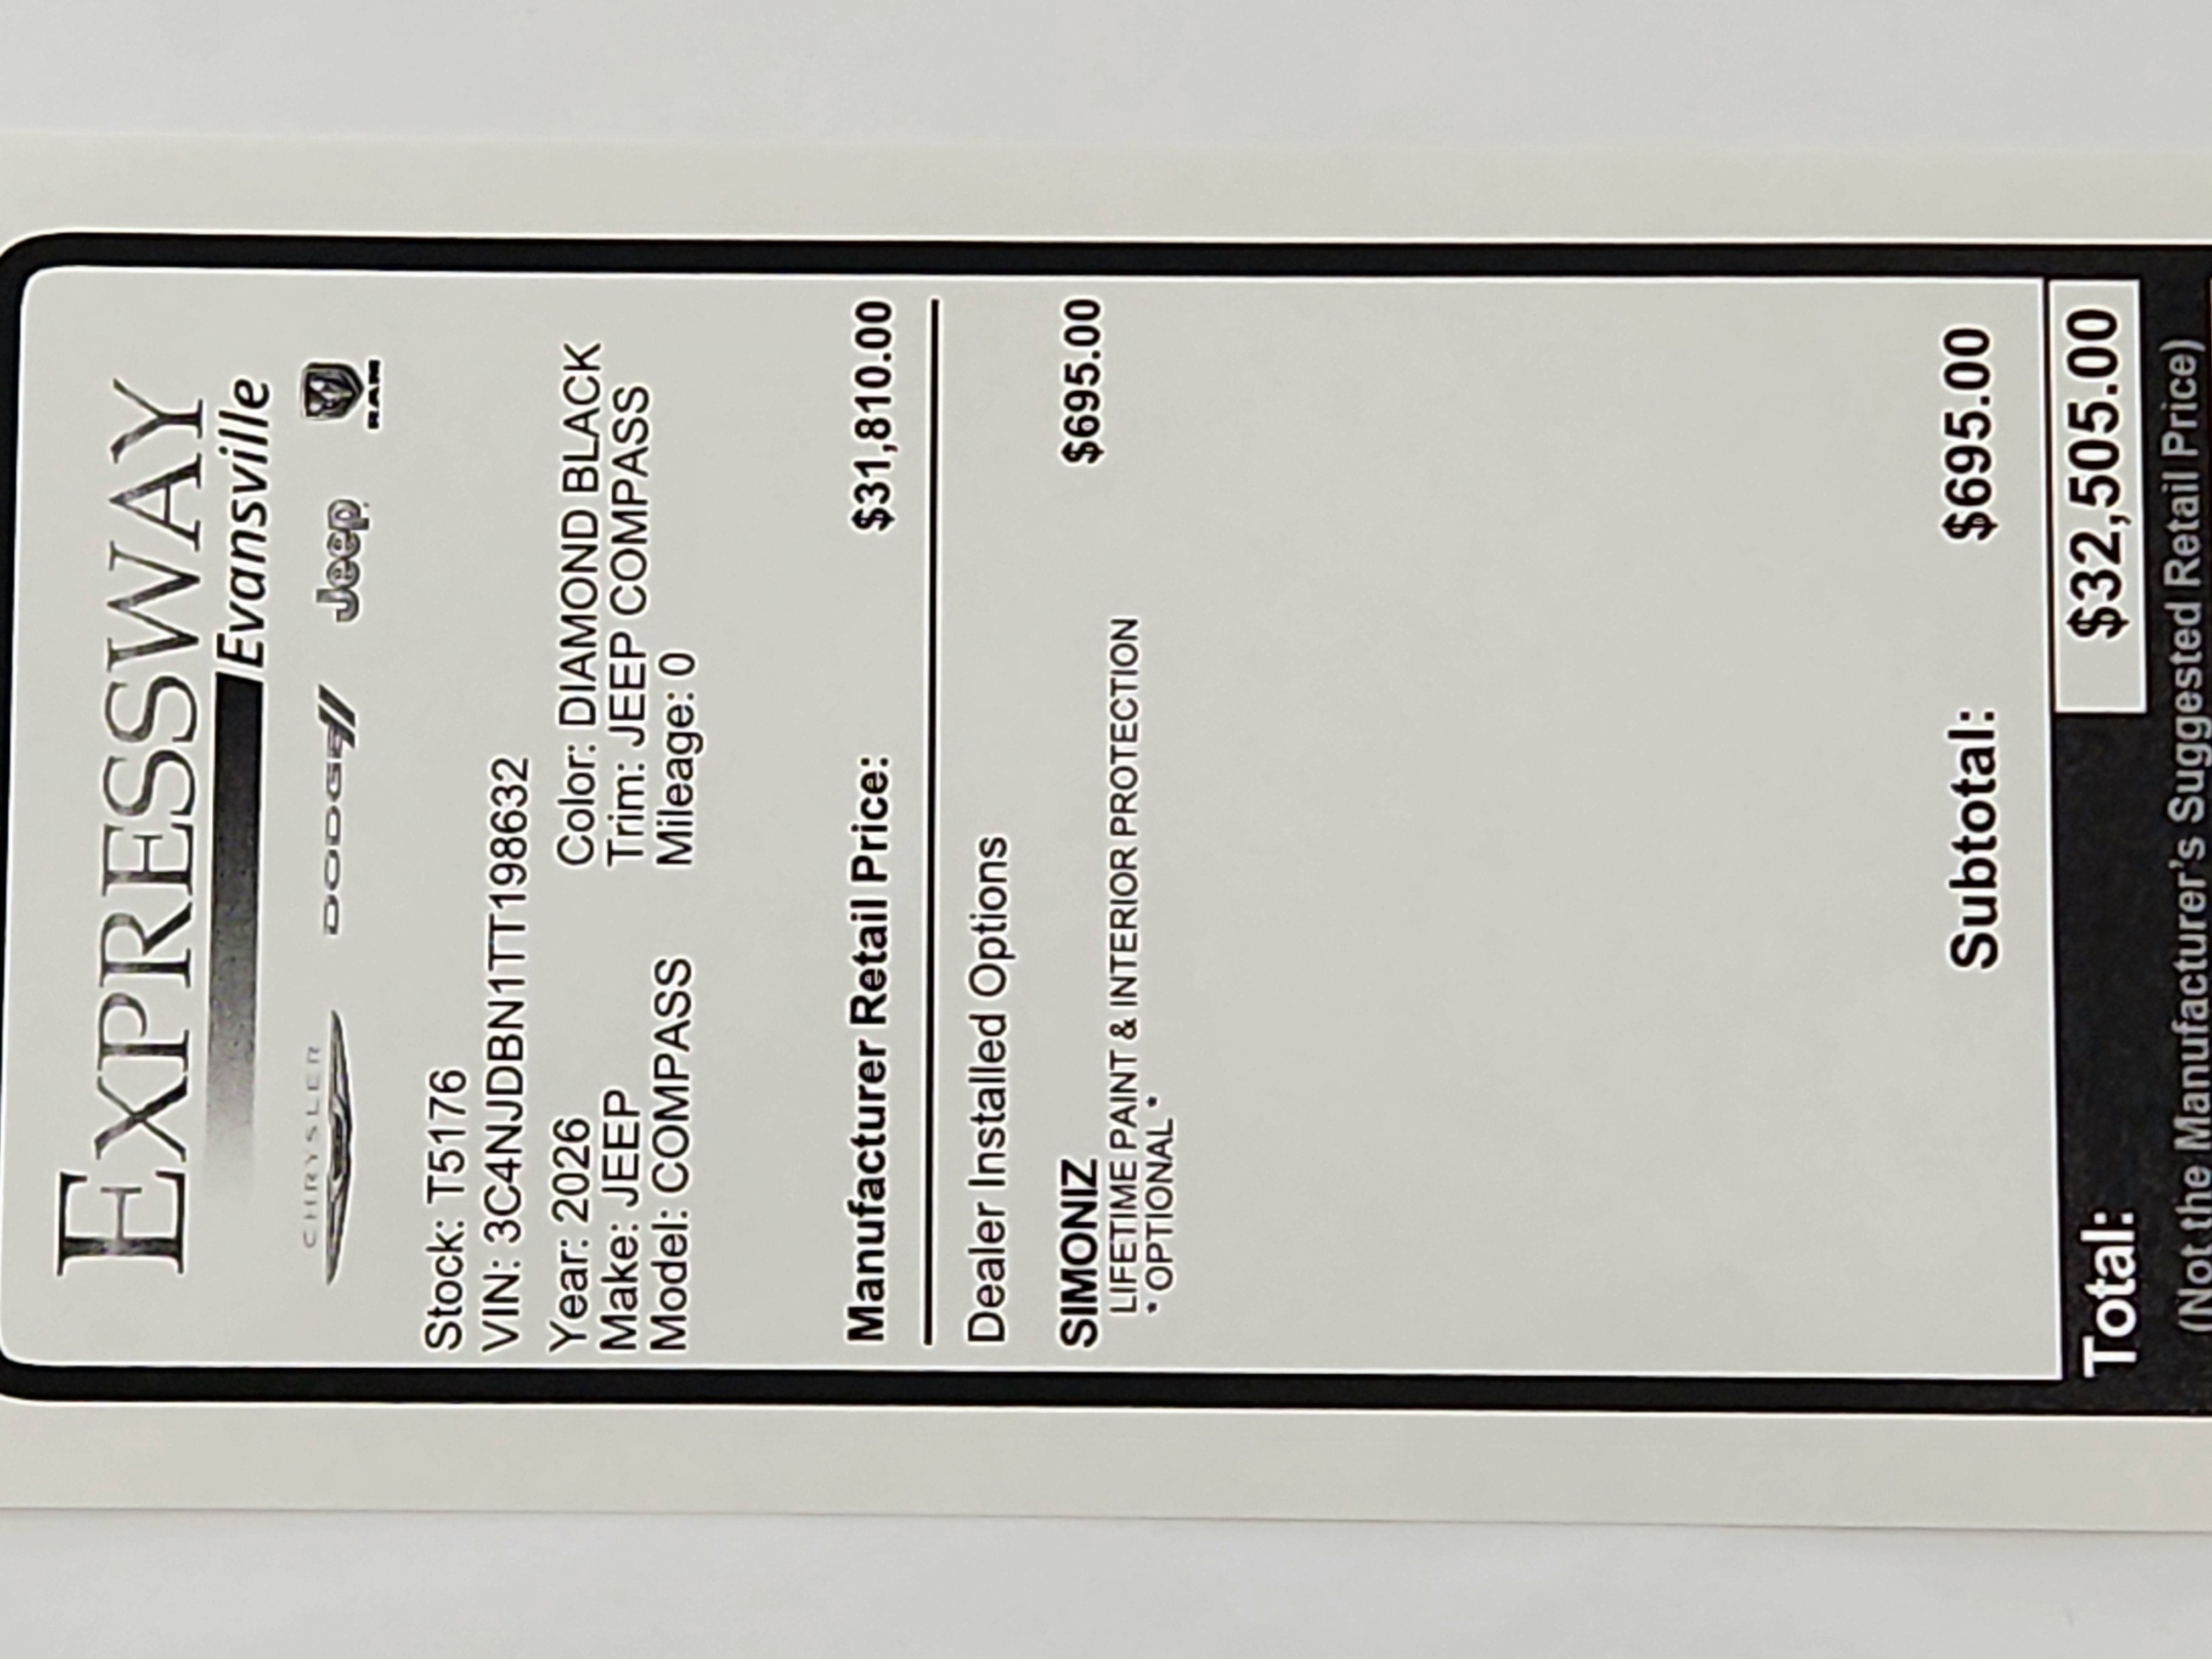 EXPRESSWAY
Evansville
CHRYSLER DODGE Jeep RAM
Stock: T5176
VIN: 3C4NJDBN1TT198632
Year: 2026 Color: DIAMOND BLACK
Make: JEEP Trim: JEEP COMPASS
Model: COMPASS Mileage: 0
Manufacturer Retail Price: $31,810.00
Dealer Installed Options
SIMONIZ $695.00
LIFETIME PAINT & INTERIOR PROTECTION
* OPTIONAL *
Subtotal: $695.00
Total: $32,505.00
(Not the Manufacturer's Suggested Retail Price)